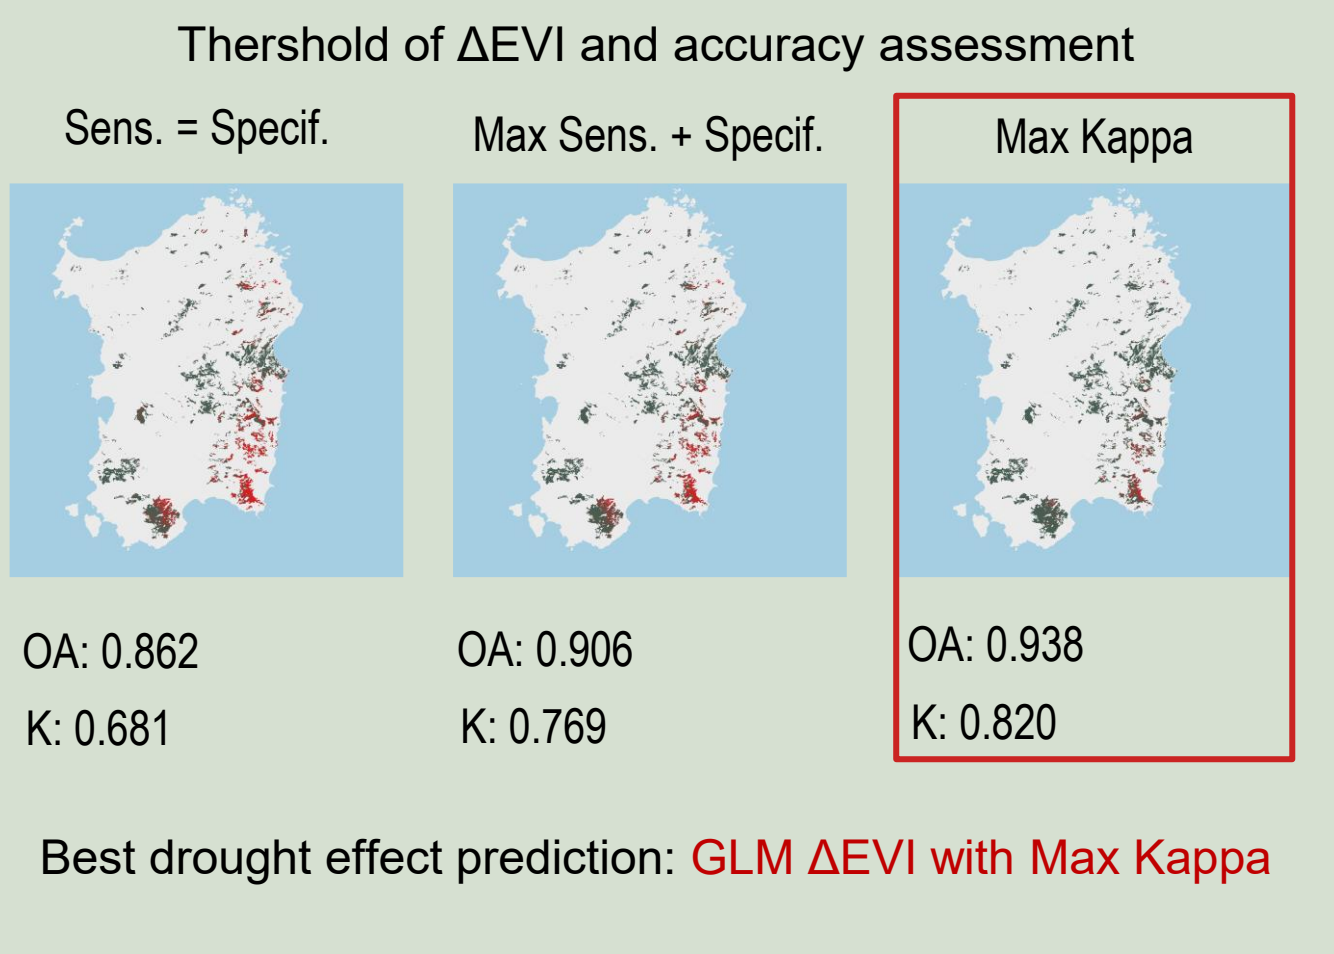 Thershold of ΔEVI and accuracy assessment
Sens. = Specif.
Max Sens. + Specif.
Max Kappa
OA: 0.862
K: 0.681
OA: 0.906
K: 0.769
OA: 0.938
K: 0.820
Best drought effect prediction: GLM ΔEVI with Max Kappa